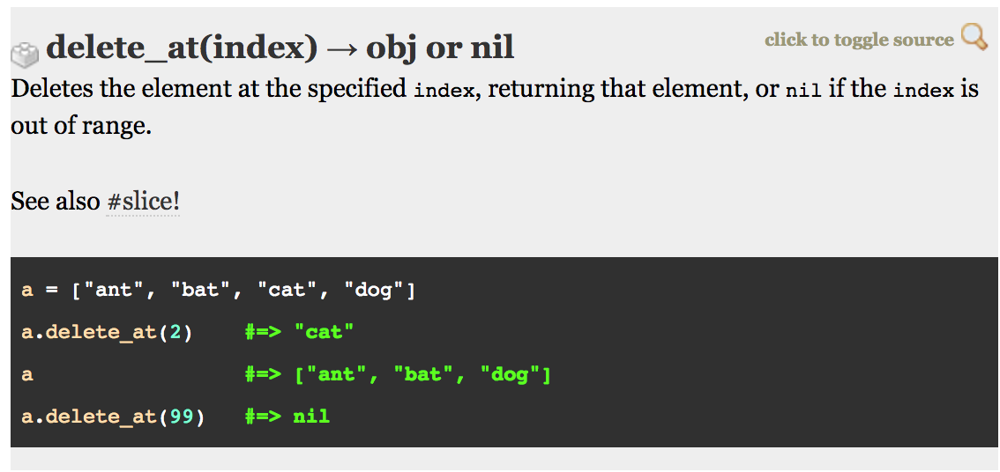 delete_at(index) → obj or nil
click to toggle source
Deletes the element at the specified index, returning that element, or nil if the index is
out of range.
See also #slice!
a = ["ant", "bat", "cat", "dog"]
a.delete_at(2)    #=> "cat"
a                 #=> ["ant", "bat", "dog"]
a.delete_at(99)   #=> nil